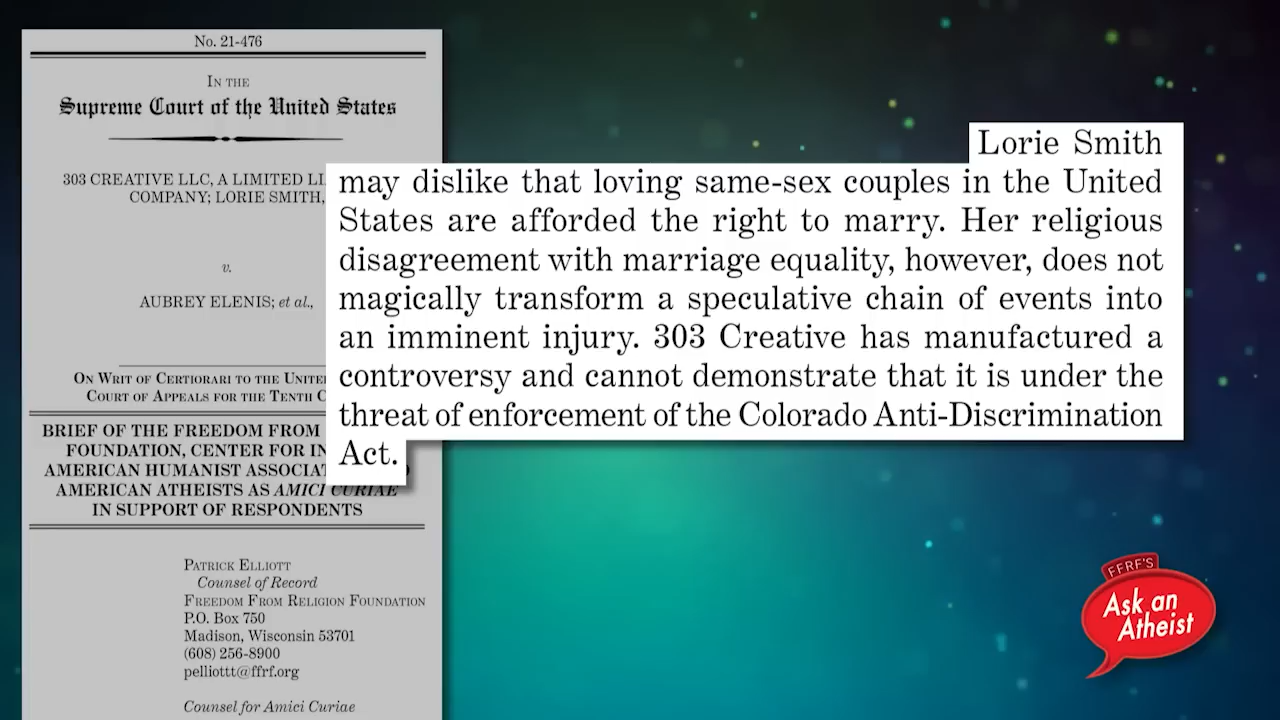 No. 21-476
IN THE
Supreme Court of the United States
303 CREATIVE LLC, A LIMITED
COMPANY; LORIE SMITH,
v.
AUBREY ELENIS; et al.,
ON WRIT OF CERTIORARI TO THE
COURT OF APPEALS FOR THE TENTH
BRIEF OF THE FREEDOM FROM
FOUNDATION, CENTER FOR
AMERICAN HUMANIST
AMERICAN ATHEISTS AS AMICI CURIAE
IN SUPPORT OF RESPONDENTS
PATRICK ELLIOTT
Counsel of Record
FREEDOM FROM RELIGION FOUNDATION
P.O. Box 750
Madison, Wisconsin 53701
(608) 256-8900
pelliottt@ffrf.org
Counsel for Amici Curiae
Lorie Smith
may dislike that loving same-sex couples in the United
States are afforded the right to marry. Her religious
disagreement with marriage equality, however, does not
magically transform a speculative chain of events into
an imminent injury. 303 Creative has manufactured a
controversy and cannot demonstrate that it is under the
threat of enforcement of the Colorado Anti-Discrimination
Act.
FFRF'S
Ask an
Atheist